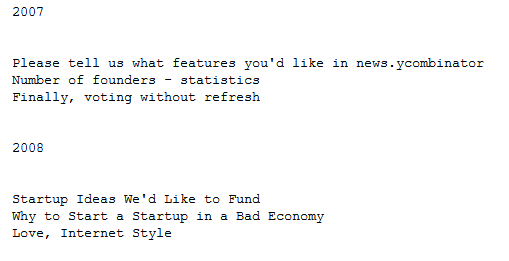 2007
Please tell us what features you'd like in news.ycombinator
Number of founders - statistics
Finally, voting without refresh
2008
Startup Ideas We'd Like to Fund
Why to Start a Startup in a Bad Economy
Love, Internet Style